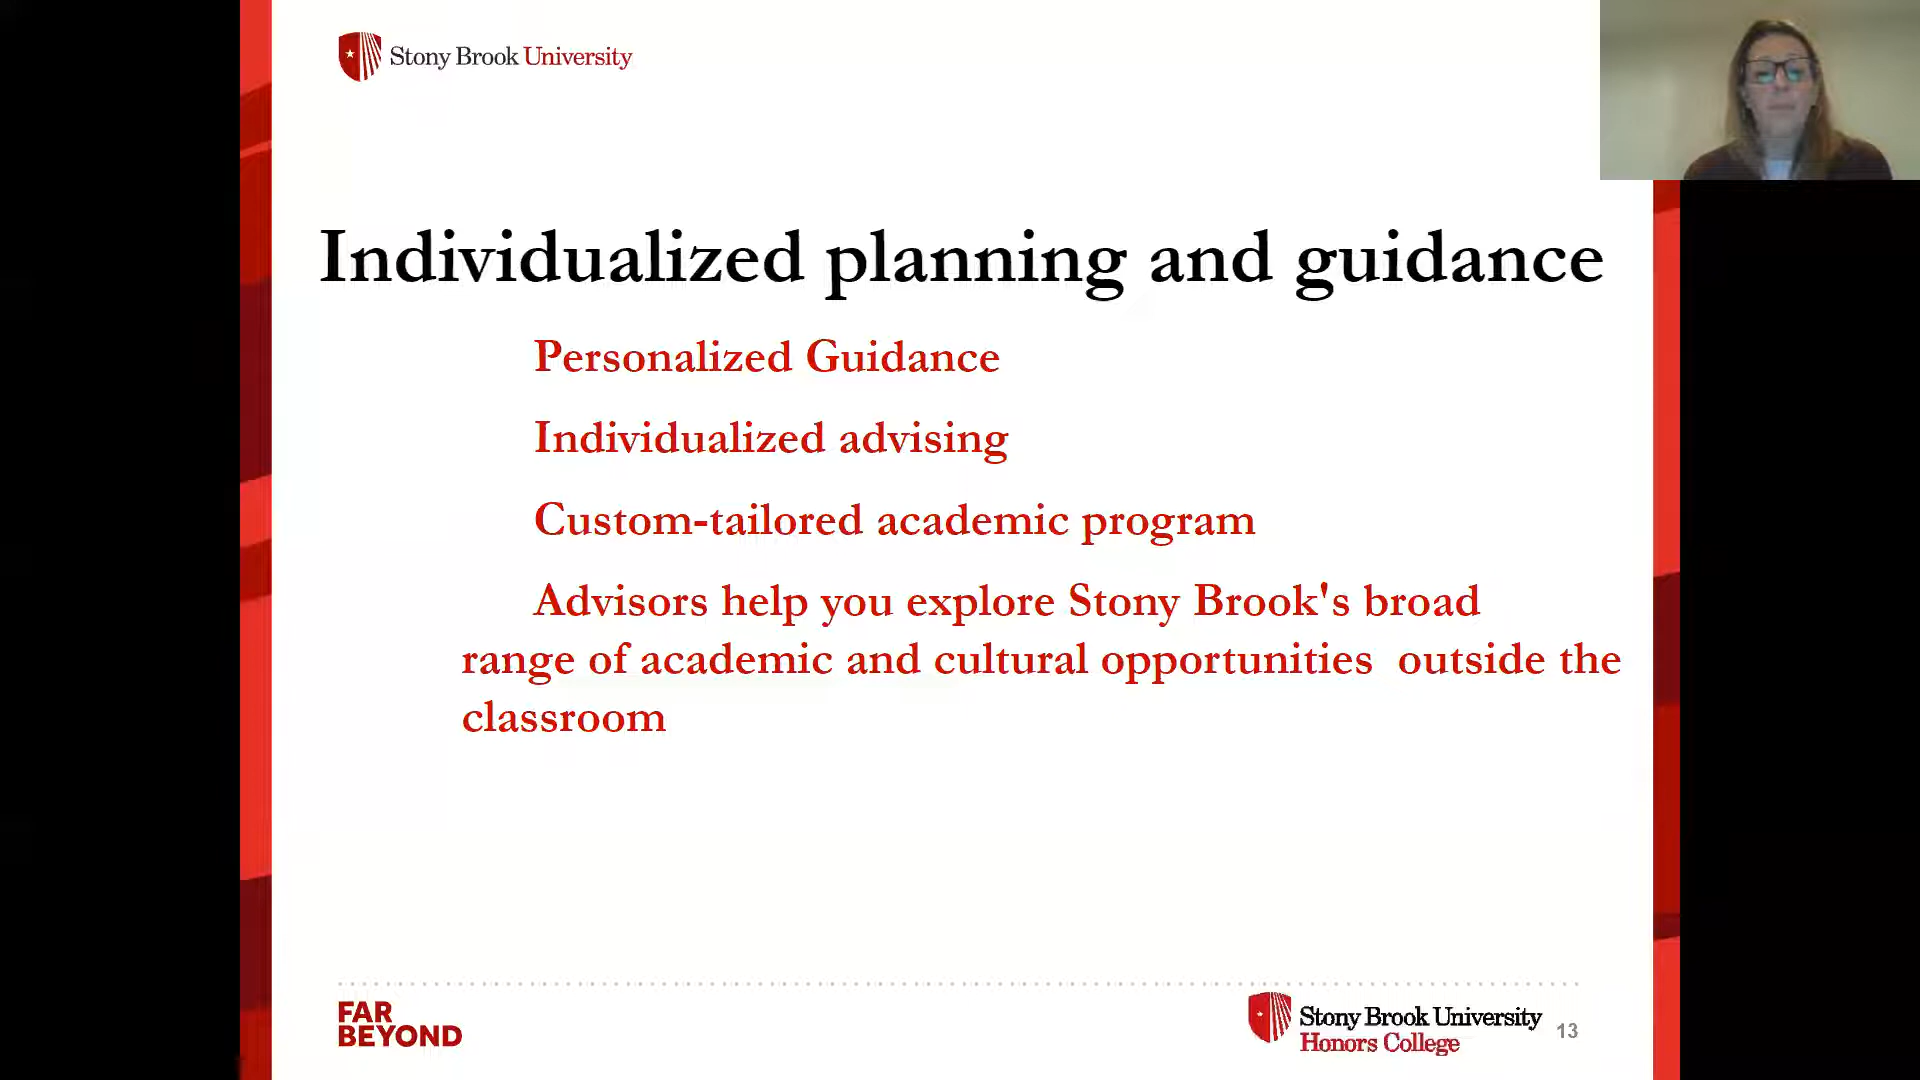 Stony Brook University
Individualized planning and guidance
Personalized Guidance
Individualized advising
Custom-tailored academic program
Advisors help you explore Stony Brook's broad
range of academic and cultural opportunities  outside the
classroom
FAR
BEYOND
Stony Brook University
Honors College
13